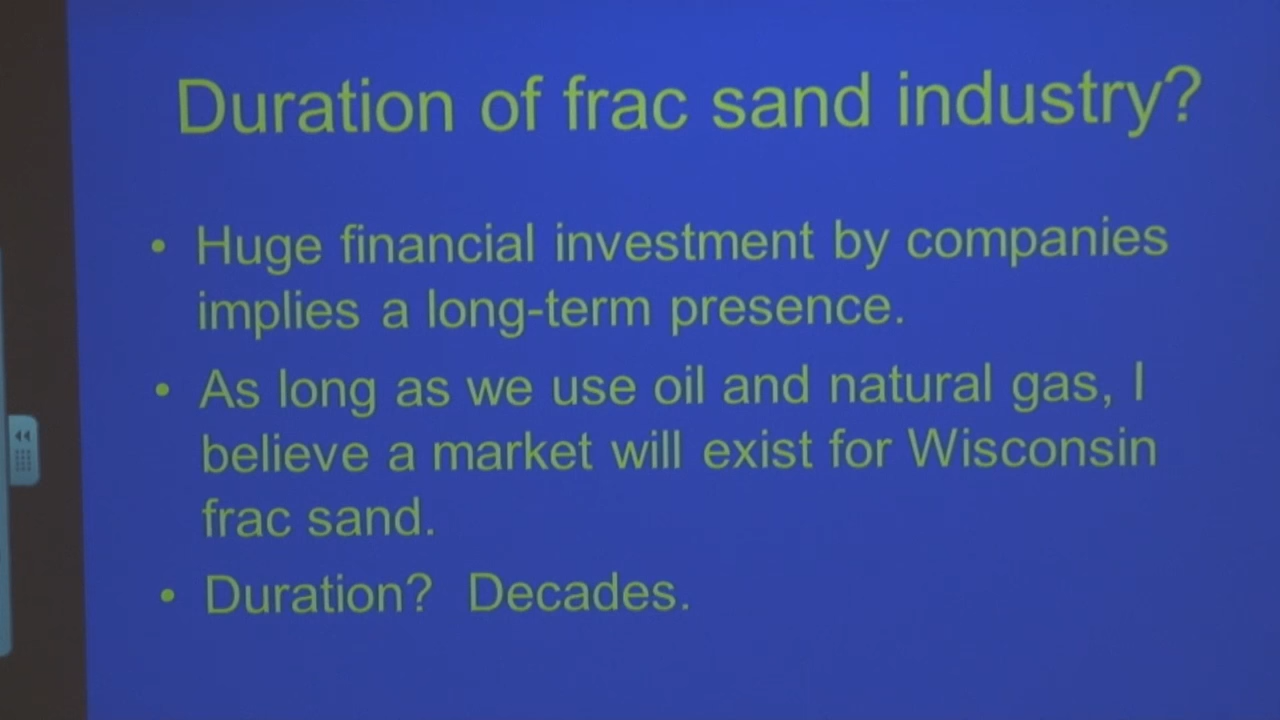 Duration of frac sand industry?
• Huge financial investment by companies
implies a long-term presence.
• As long as we use oil and natural gas, I
believe a market will exist for Wisconsin
frac sand.
• Duration?  Decades.